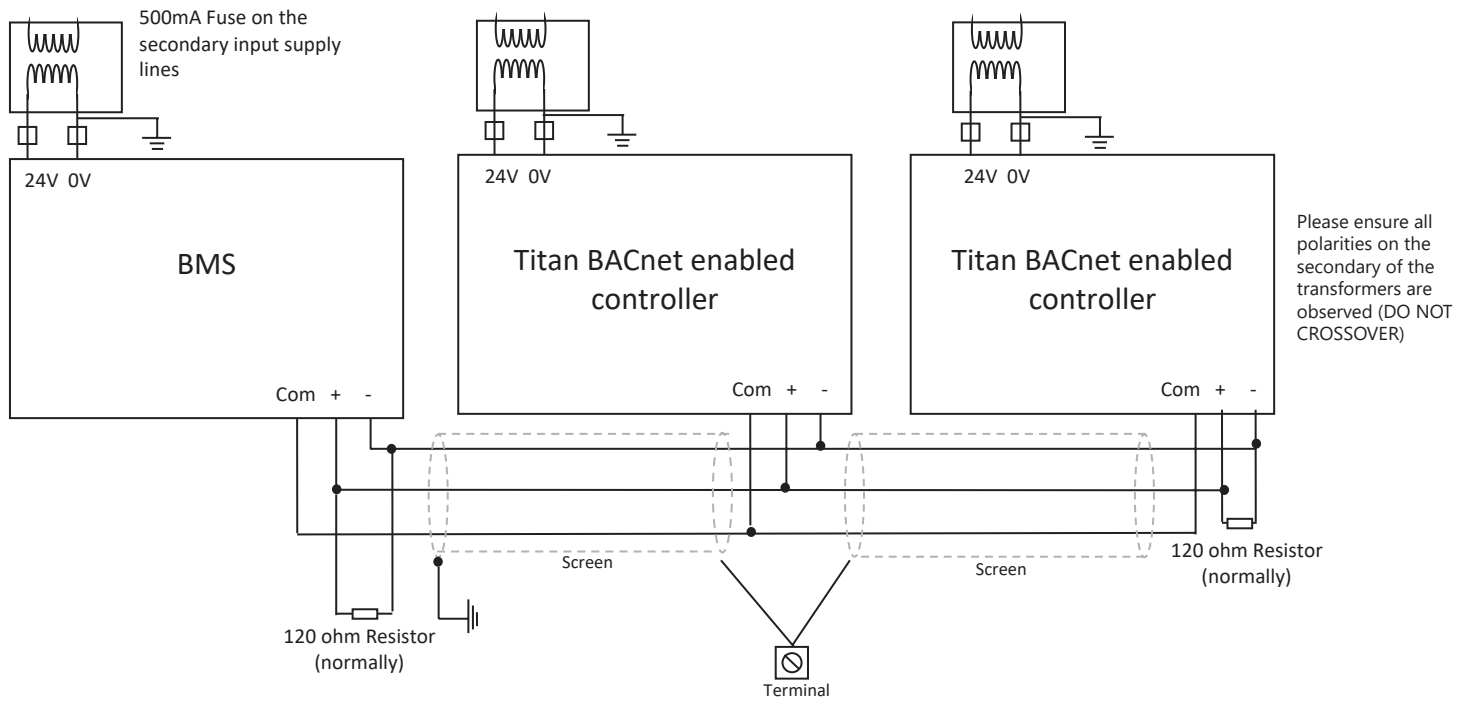 500mA Fuse on the
secondary input supply
lines
24V 0V
24V 0V
24V 0V
BMS
Titan BACnet enabled
controller
Titan BACnet enabled
controller
Please ensure all
polarities on the
secondary of the
transformers are
observed (DO NOT
CROSSOVER)
Com + -
Com + -
Com + -
Screen
Screen
120 ohm Resistor
(normally)
120 ohm Resistor
(normally)
Terminal